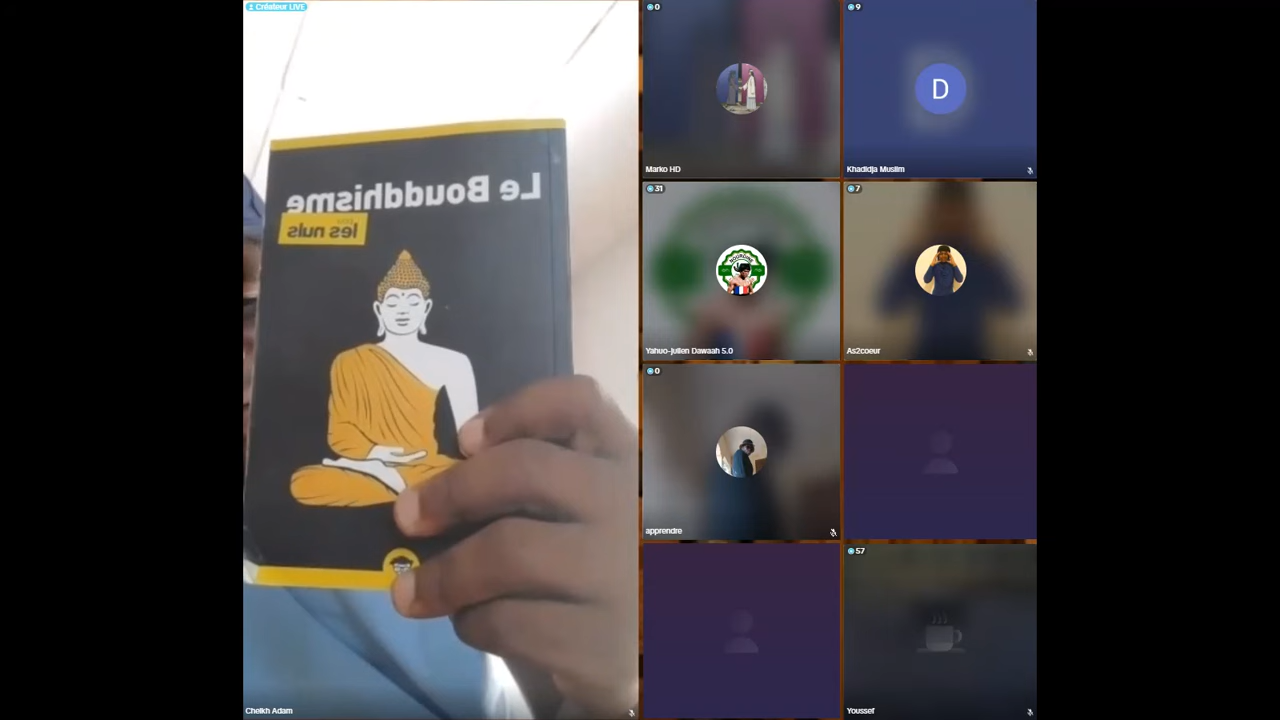 Créateur LIVE
Le Bouddhisme
pour
les nuls
Cheikh Adam
0
Marko HD
9
D
Khadidja Muslim
31
Yahuo-julien Dawaah 5.0
7
As2coeur
0
apprendre
57
Youssef